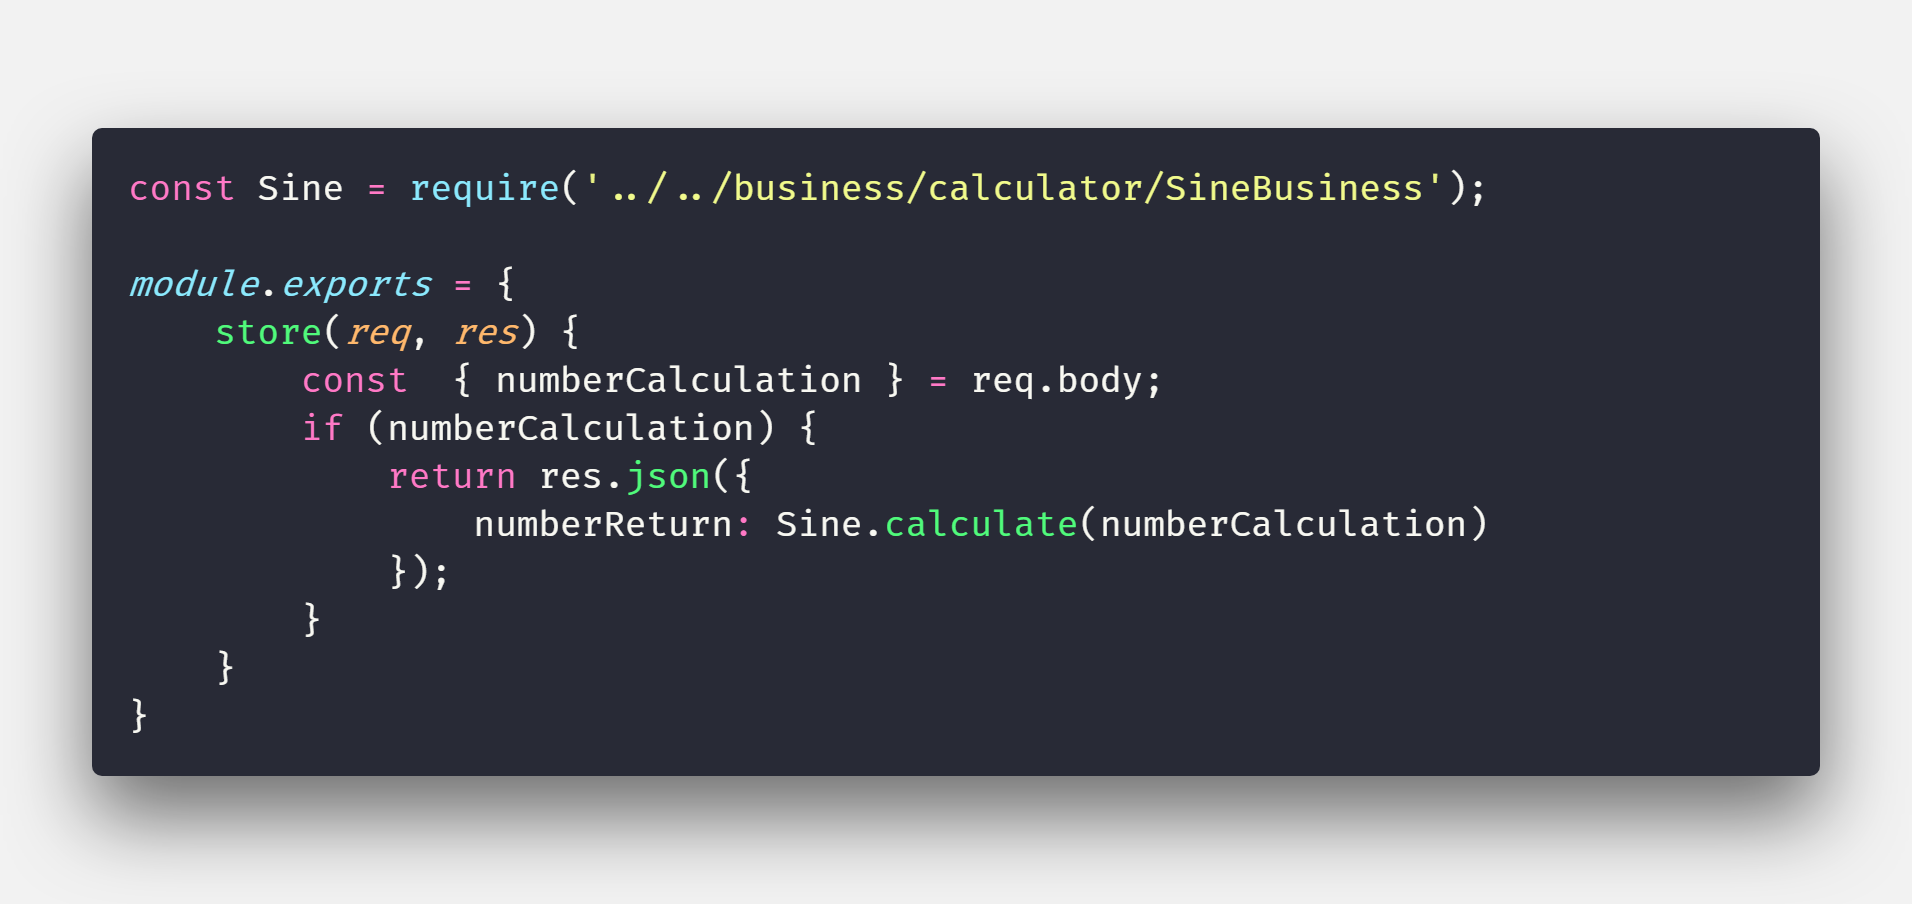 const Sine = require('../../business/calculator/SineBusiness');

module.exports = {
    store(req, res) {
        const  { numberCalculation } = req.body;
        if (numberCalculation) {
            return res.json({
                numberReturn: Sine.calculate(numberCalculation)
            });
        }
    }
}